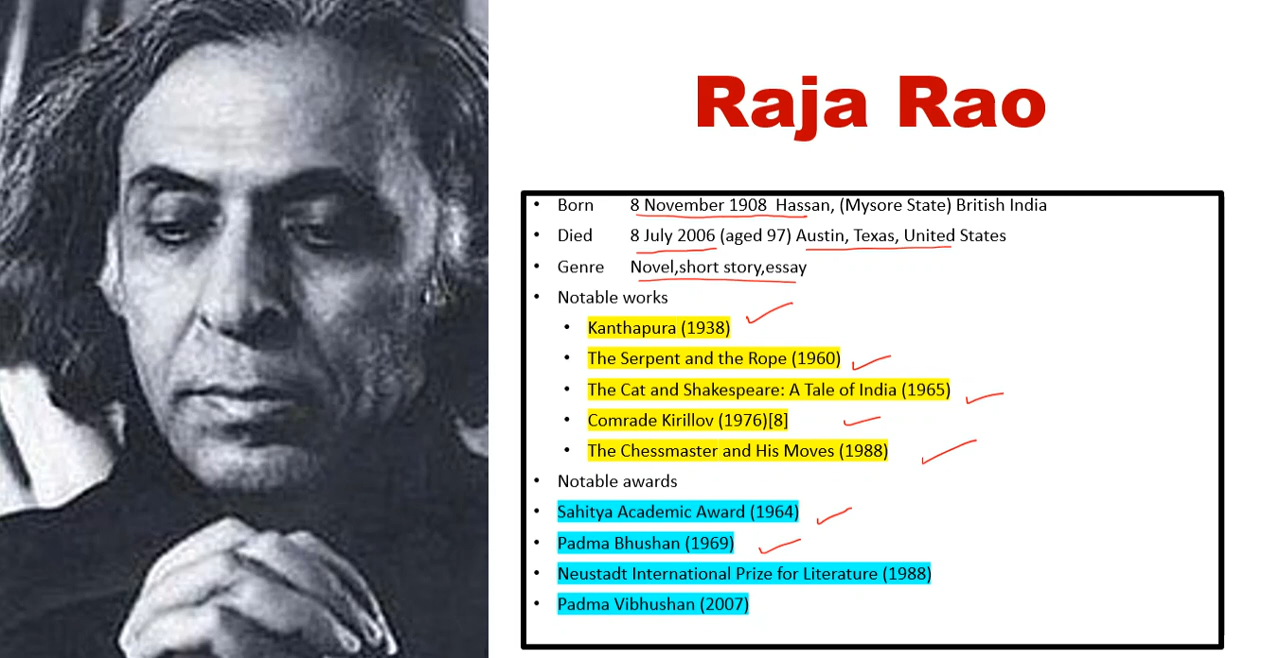 Raja Rao
• Born 8 November 1908 Hassan, (Mysore State) British India
• Died 8 July 2006 (aged 97) Austin, Texas, United States
• Genre Novel,short story,essay
• Notable works
• Kanthapura (1938)
• The Serpent and the Rope (1960)
• The Cat and Shakespeare: A Tale of India (1965)
• Comrade Kirillov (1976)[8]
• The Chessmaster and His Moves (1988)
• Notable awards
• Sahitya Academic Award (1964)
• Padma Bhushan (1969)
• Neustadt International Prize for Literature (1988)
• Padma Vibhushan (2007)